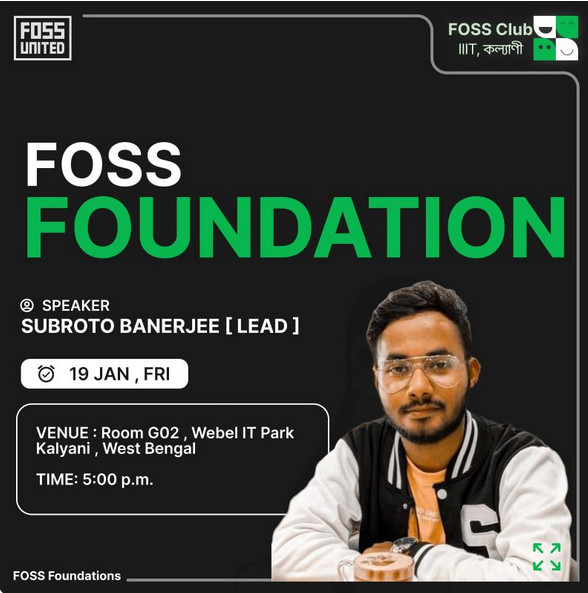 FOSS
UNITED
FOSS Club
IIIT, কল্যাণী
FOSS
FOUNDATION
SPEAKER
SUBROTO BANERJEE [ LEAD ]
19 JAN , FRI
VENUE : Room G02 , Webel IT Park
Kalyani , West Bengal
TIME: 5:00 p.m.
S
FOSS Foundations